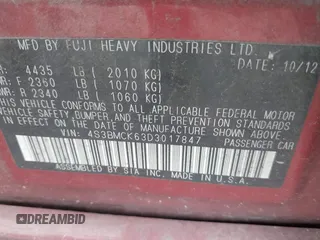 MFD BY FUJI HEAVY INDUSTRIES LTD.
DATE: 10/12
4435 LB ( 2010 KG)
F 2360 LB ( 1070 KG)
R 2340 LB ( 1060 KG)
THIS VEHICLE CONFORMS TO ALL APPLICABLE FEDERAL MOTOR
VEHICLE SAFETY, BUMPER, AND THEFT PREVENTION STANDARDS IN
EFFECT ON THE DATE OF MANUFACTURE SHOWN ABOVE.
VIN: 4S3BMCK63D3017847
PASSENGER CAR
ASSEMBLED BY SIA INC. MADE IN U.S.A.
DREAMBID